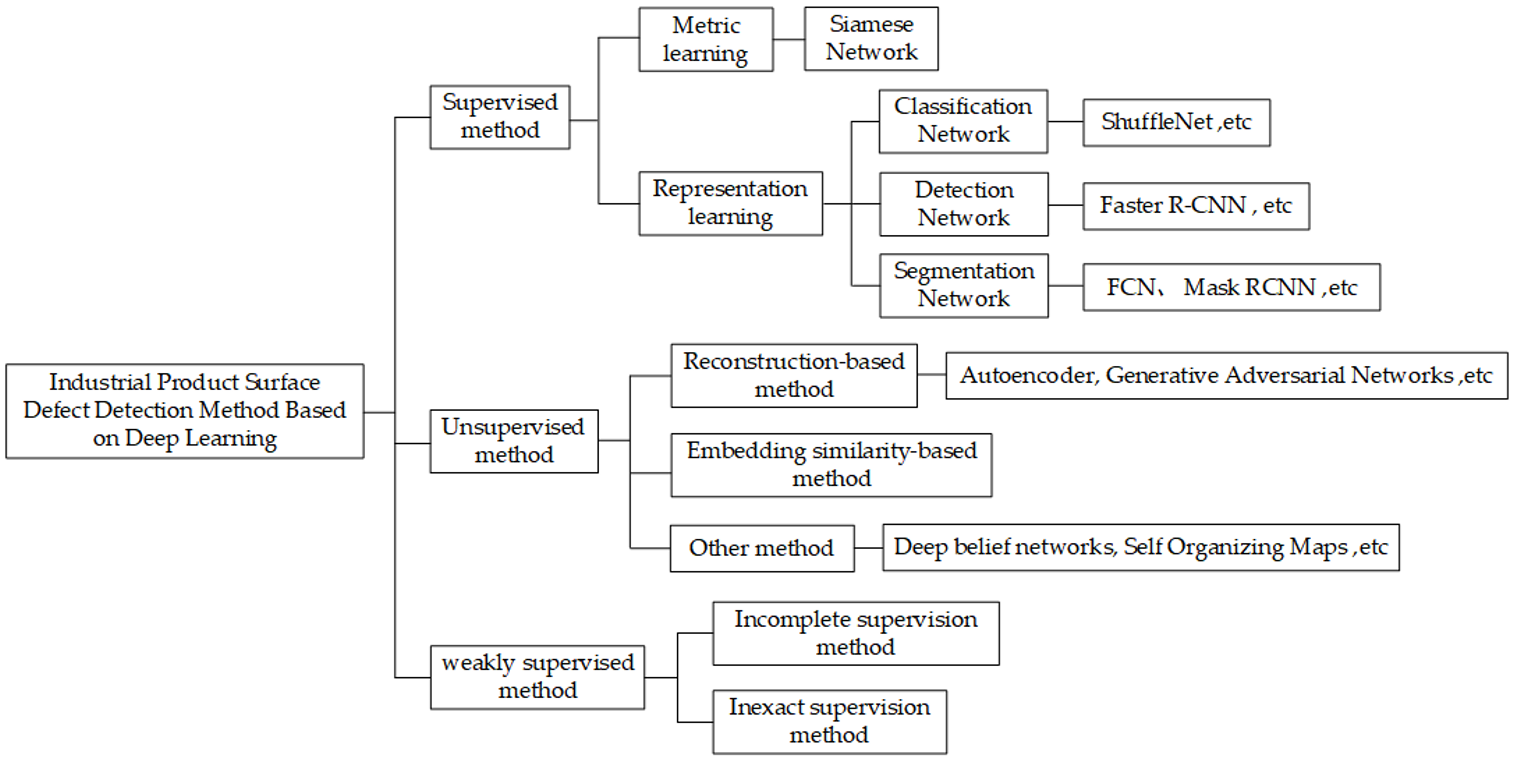 Metric
learning
Siamese
Network
Supervised
method
Classification
Network
ShuffleNet ,etc
Representation
learning
Detection
Network
Faster R-CNN , etc
Segmentation
Network
FCN、 Mask RCNN ,etc
Industrial Product Surface
Defect Detection Method Based
on Deep Learning
Reconstruction-based
method
Autoencoder, Generative Adversarial Networks ,etc
Unsupervised
method
Embedding similarity-based
method
Other method
Deep belief networks, Self Organizing Maps ,etc
weakly supervised
method
Incomplete supervision
method
Inexact supervision
method